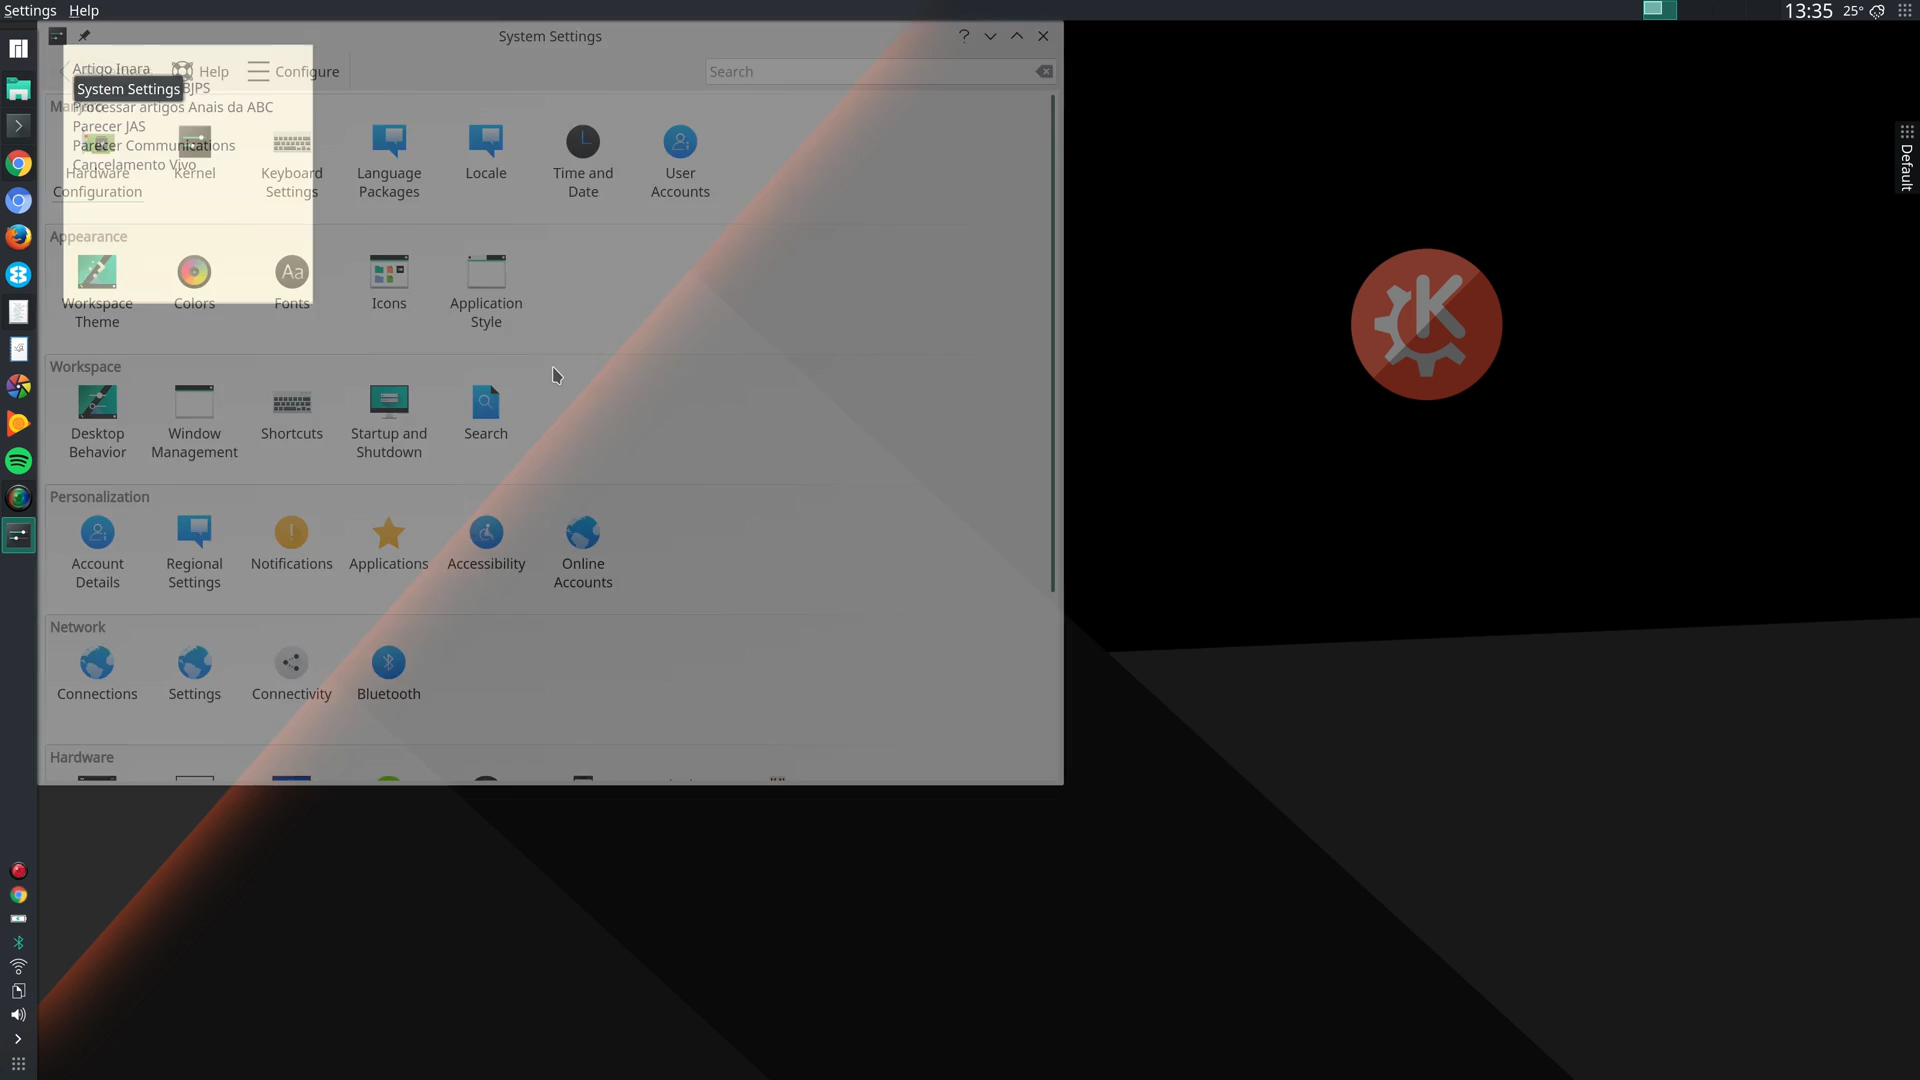 Settings Help
13:35 25°
System Settings
Artigo Inara
Help
Configure
Search
System Settings
BJPS
Processar artigos Anais da ABC
Parecer JAS
Parecer Communications
Cancelamento Vivo
Hardware Configuration
Kernel
Keyboard Settings
Language Packages
Locale
Time and Date
User Accounts
Default
Appearance
Workspace Theme
Colors
Aa
Fonts
Icons
Application Style
Workspace
Desktop Behavior
Window Management
Shortcuts
Startup and Shutdown
Search
Personalization
Account Details
Regional Settings
Notifications
Applications
Accessibility
Online Accounts
Network
Connections
Settings
Connectivity
Bluetooth
Hardware